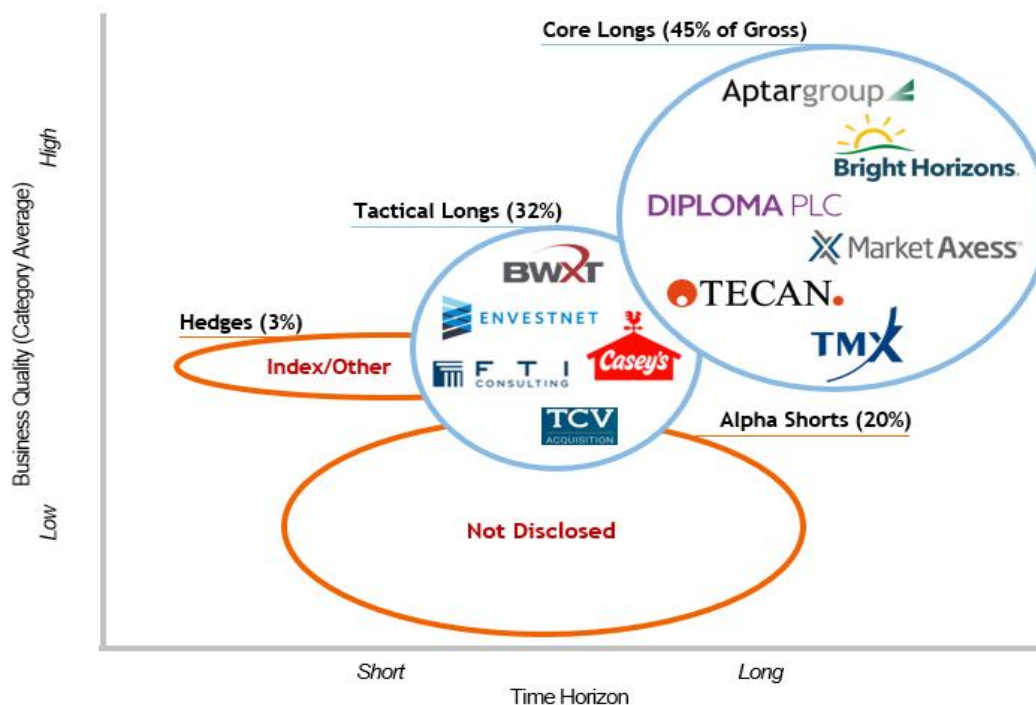 Core Longs (45% of Gross)
Aptargroup
Bright Horizons.
DIPLOMA PLC
MarketAxess®
TECAN.
TMX
Tactical Longs (32%)
BWXT
ENVESTNET
Casey's
FTI
CONSULTING
TCV
ACQUISITION
Hedges (3%)
Index/Other
Alpha Shorts (20%)
Not Disclosed
Business Quality (Category Average)
High
Low
Short
Long
Time Horizon